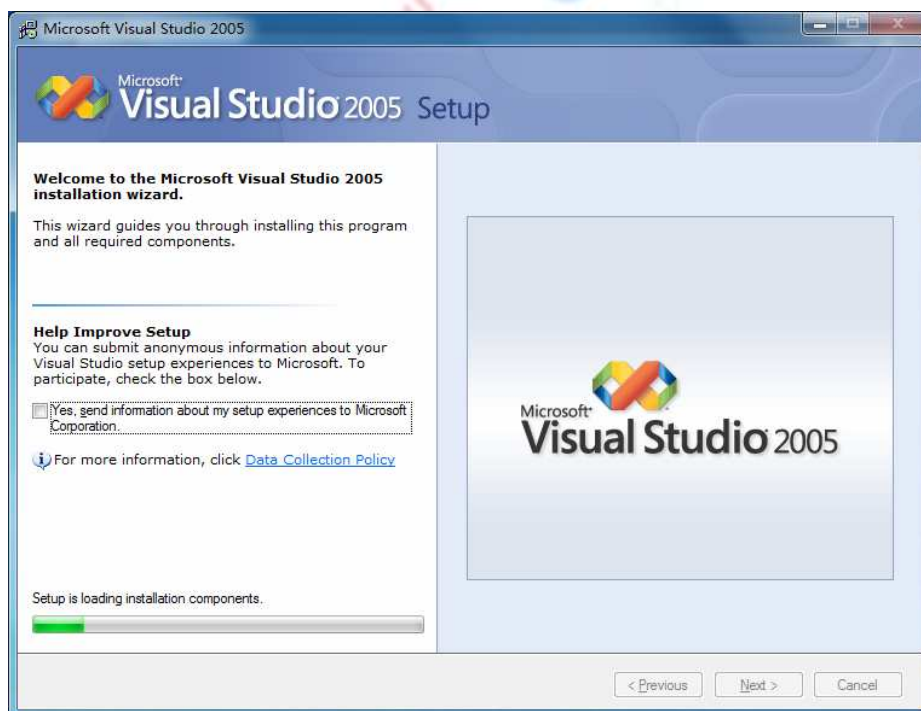 Microsoft Visual Studio 2005
Microsoft
Visual Studio 2005 Setup
Welcome to the Microsoft Visual Studio 2005
installation wizard.
This wizard guides you through installing this program
and all required components.
Help Improve Setup
You can submit anonymous information about your
Visual Studio setup experiences to Microsoft. To
participate, check the box below.
Yes, send information about my setup experiences to Microsoft
Corporation.
For more information, click Data Collection Policy
Setup is loading installation components.
Microsoft
Visual Studio 2005
< Previous
Next >
Cancel